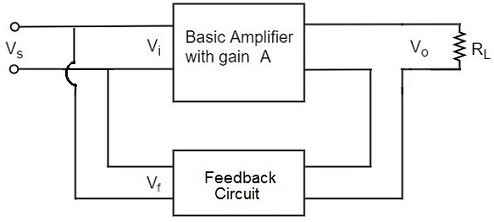 Vs
Vi
Basic Amplifier
with gain A
Vo
RL
Vf
Feedback
Circuit